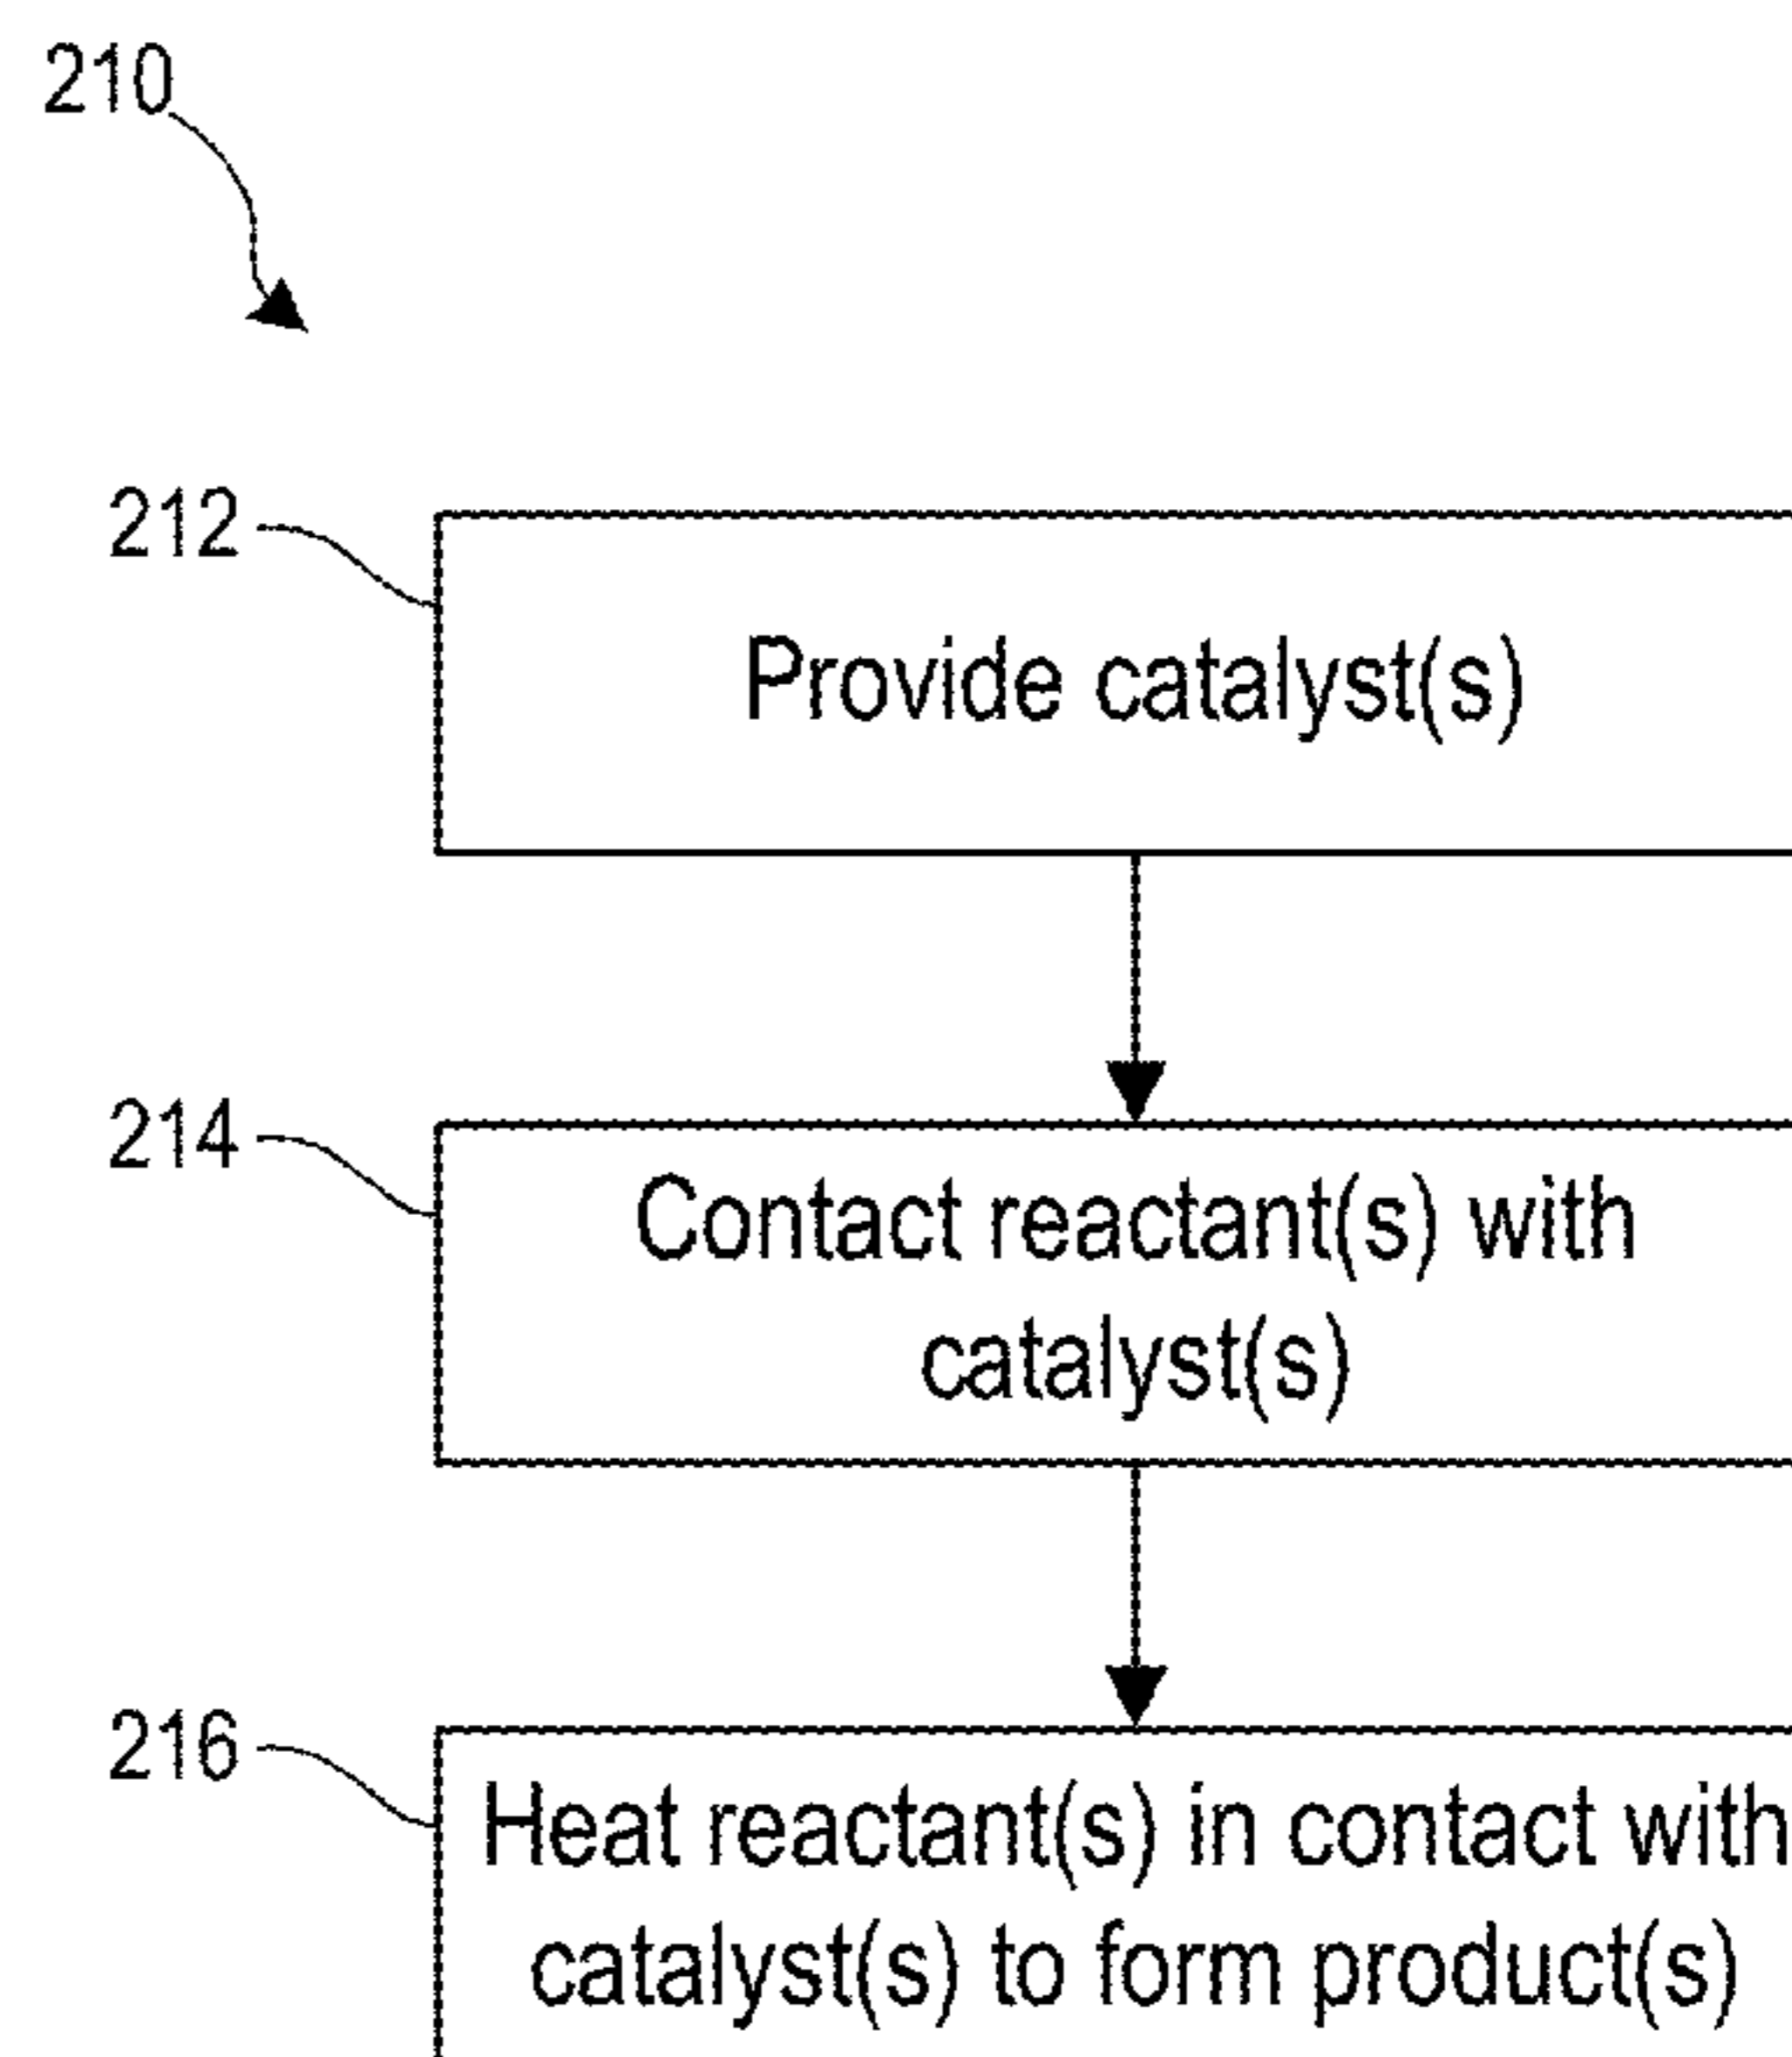 210
212
Provide catalyst(s)
214
Contact reactant(s) with
catalyst(s)
216
Heat reactant(s) in contact with
catalyst(s) to form product(s)